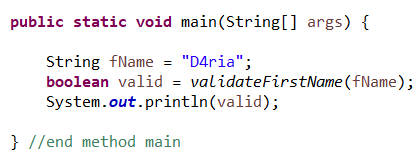 public static void main(String[] args) {
String fName = "D4ria";
boolean valid = validateFirstName(fName);
System.out.println(valid);
} //end method main